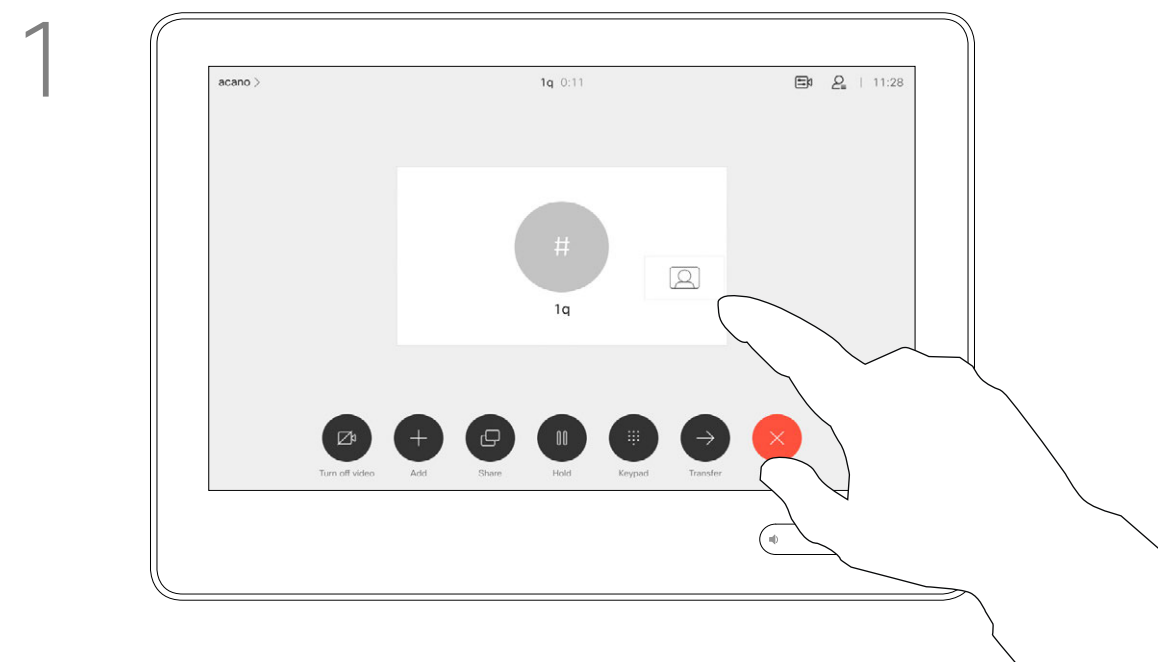 1
acano >
1q 0:11
11:28
#
1q
Turn off video
Add
Share
Hold
Keypad
Transfer